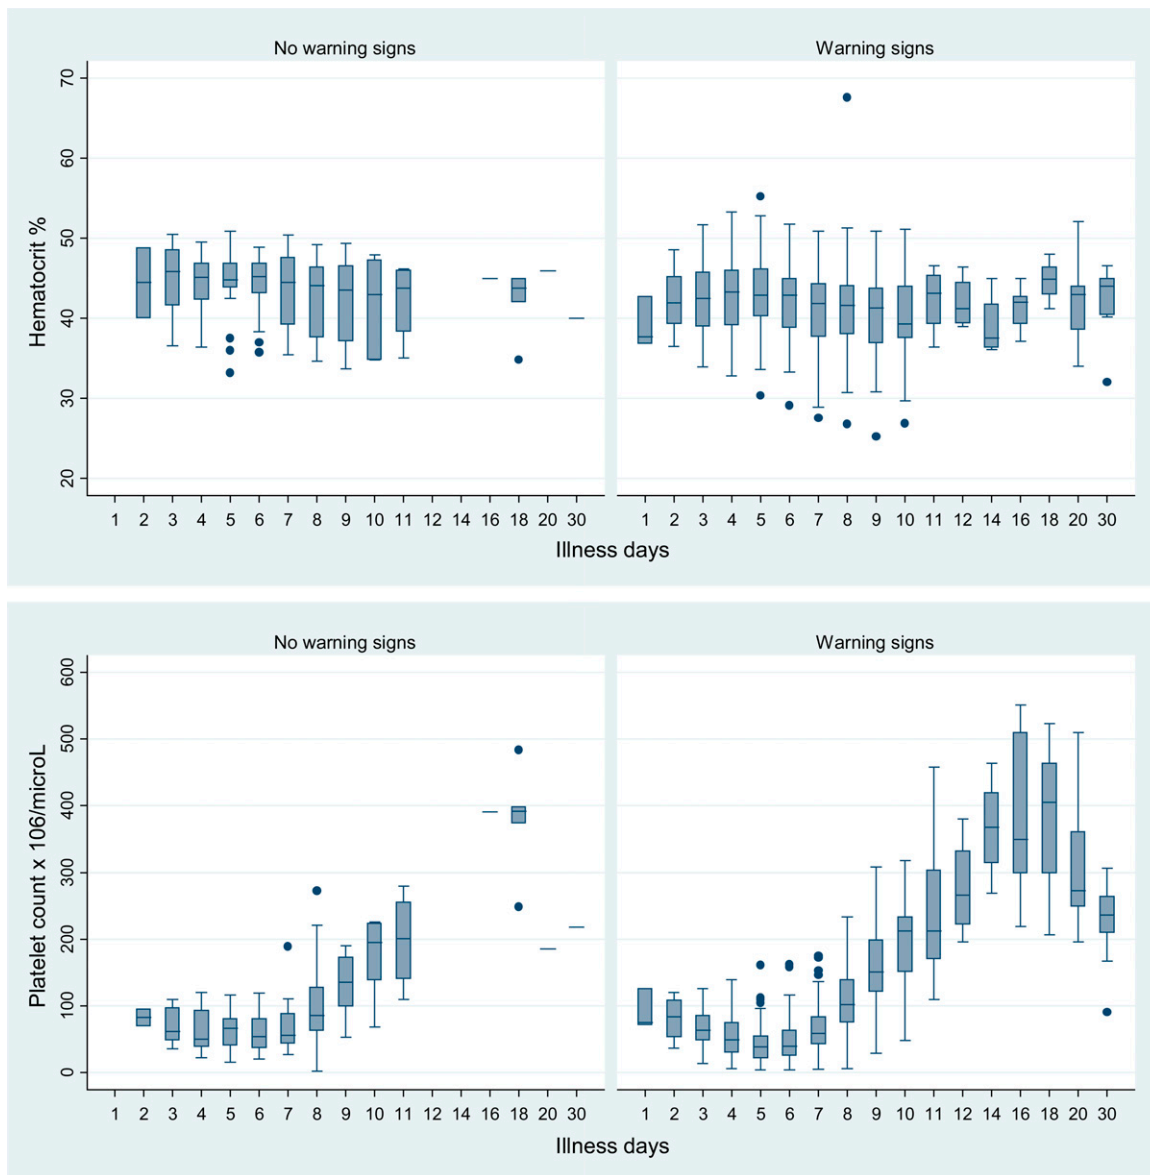 No warning signs
Warning signs
Hematocrit %
70
60
50
40
30
20
1 2 3 4 5 6 7 8 9 10 11 12 14 16 18 20 30
1 2 3 4 5 6 7 8 9 10 11 12 14 16 18 20 30
Illness days
No warning signs
Warning signs
Platelet count x 106/microL
600
500
400
300
200
100
0
1 2 3 4 5 6 7 8 9 10 11 12 14 16 18 20 30
1 2 3 4 5 6 7 8 9 10 11 12 14 16 18 20 30
Illness days